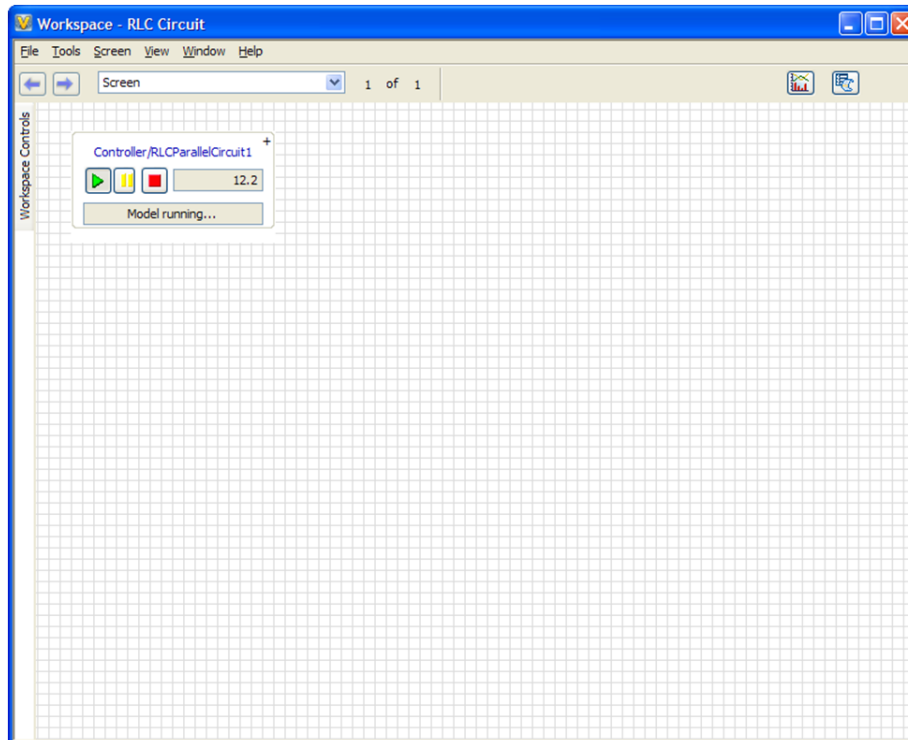 Workspace - RLC Circuit
File Tools Screen View Window Help
Screen 1 of 1
Workspace Controls
Controller/RLCParallelCircuit1
12.2
Model running...